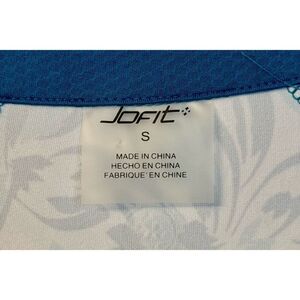 JOFIT
S
MADE IN CHINA
HECHO EN CHINA
FABRIQUE' EN CHINE